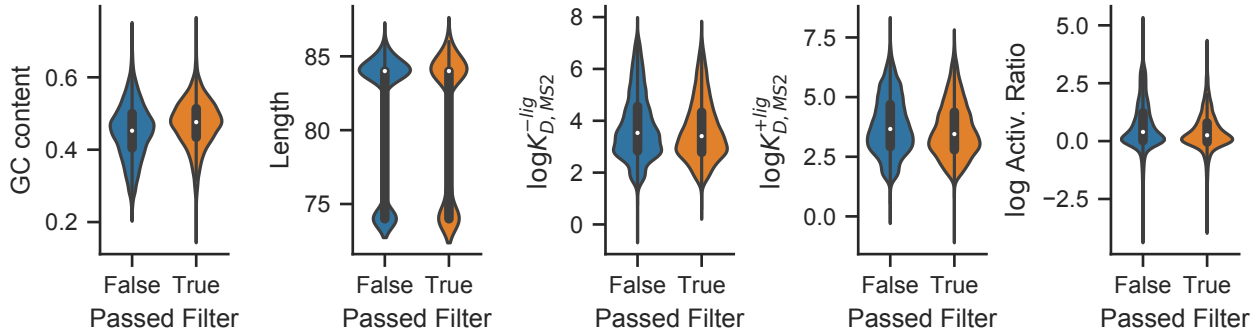 GC content
0.6
0.4
0.2
False True
Passed Filter
Length
85
80
75
False True
Passed Filter
logK_{D, MS2}^{-lig}
8
6
4
2
0
False True
Passed Filter
logK_{D, MS2}^{+lig}
7.5
5.0
2.5
0.0
False True
Passed Filter
log Activ. Ratio
5.0
2.5
0.0
−2.5
False True
Passed Filter